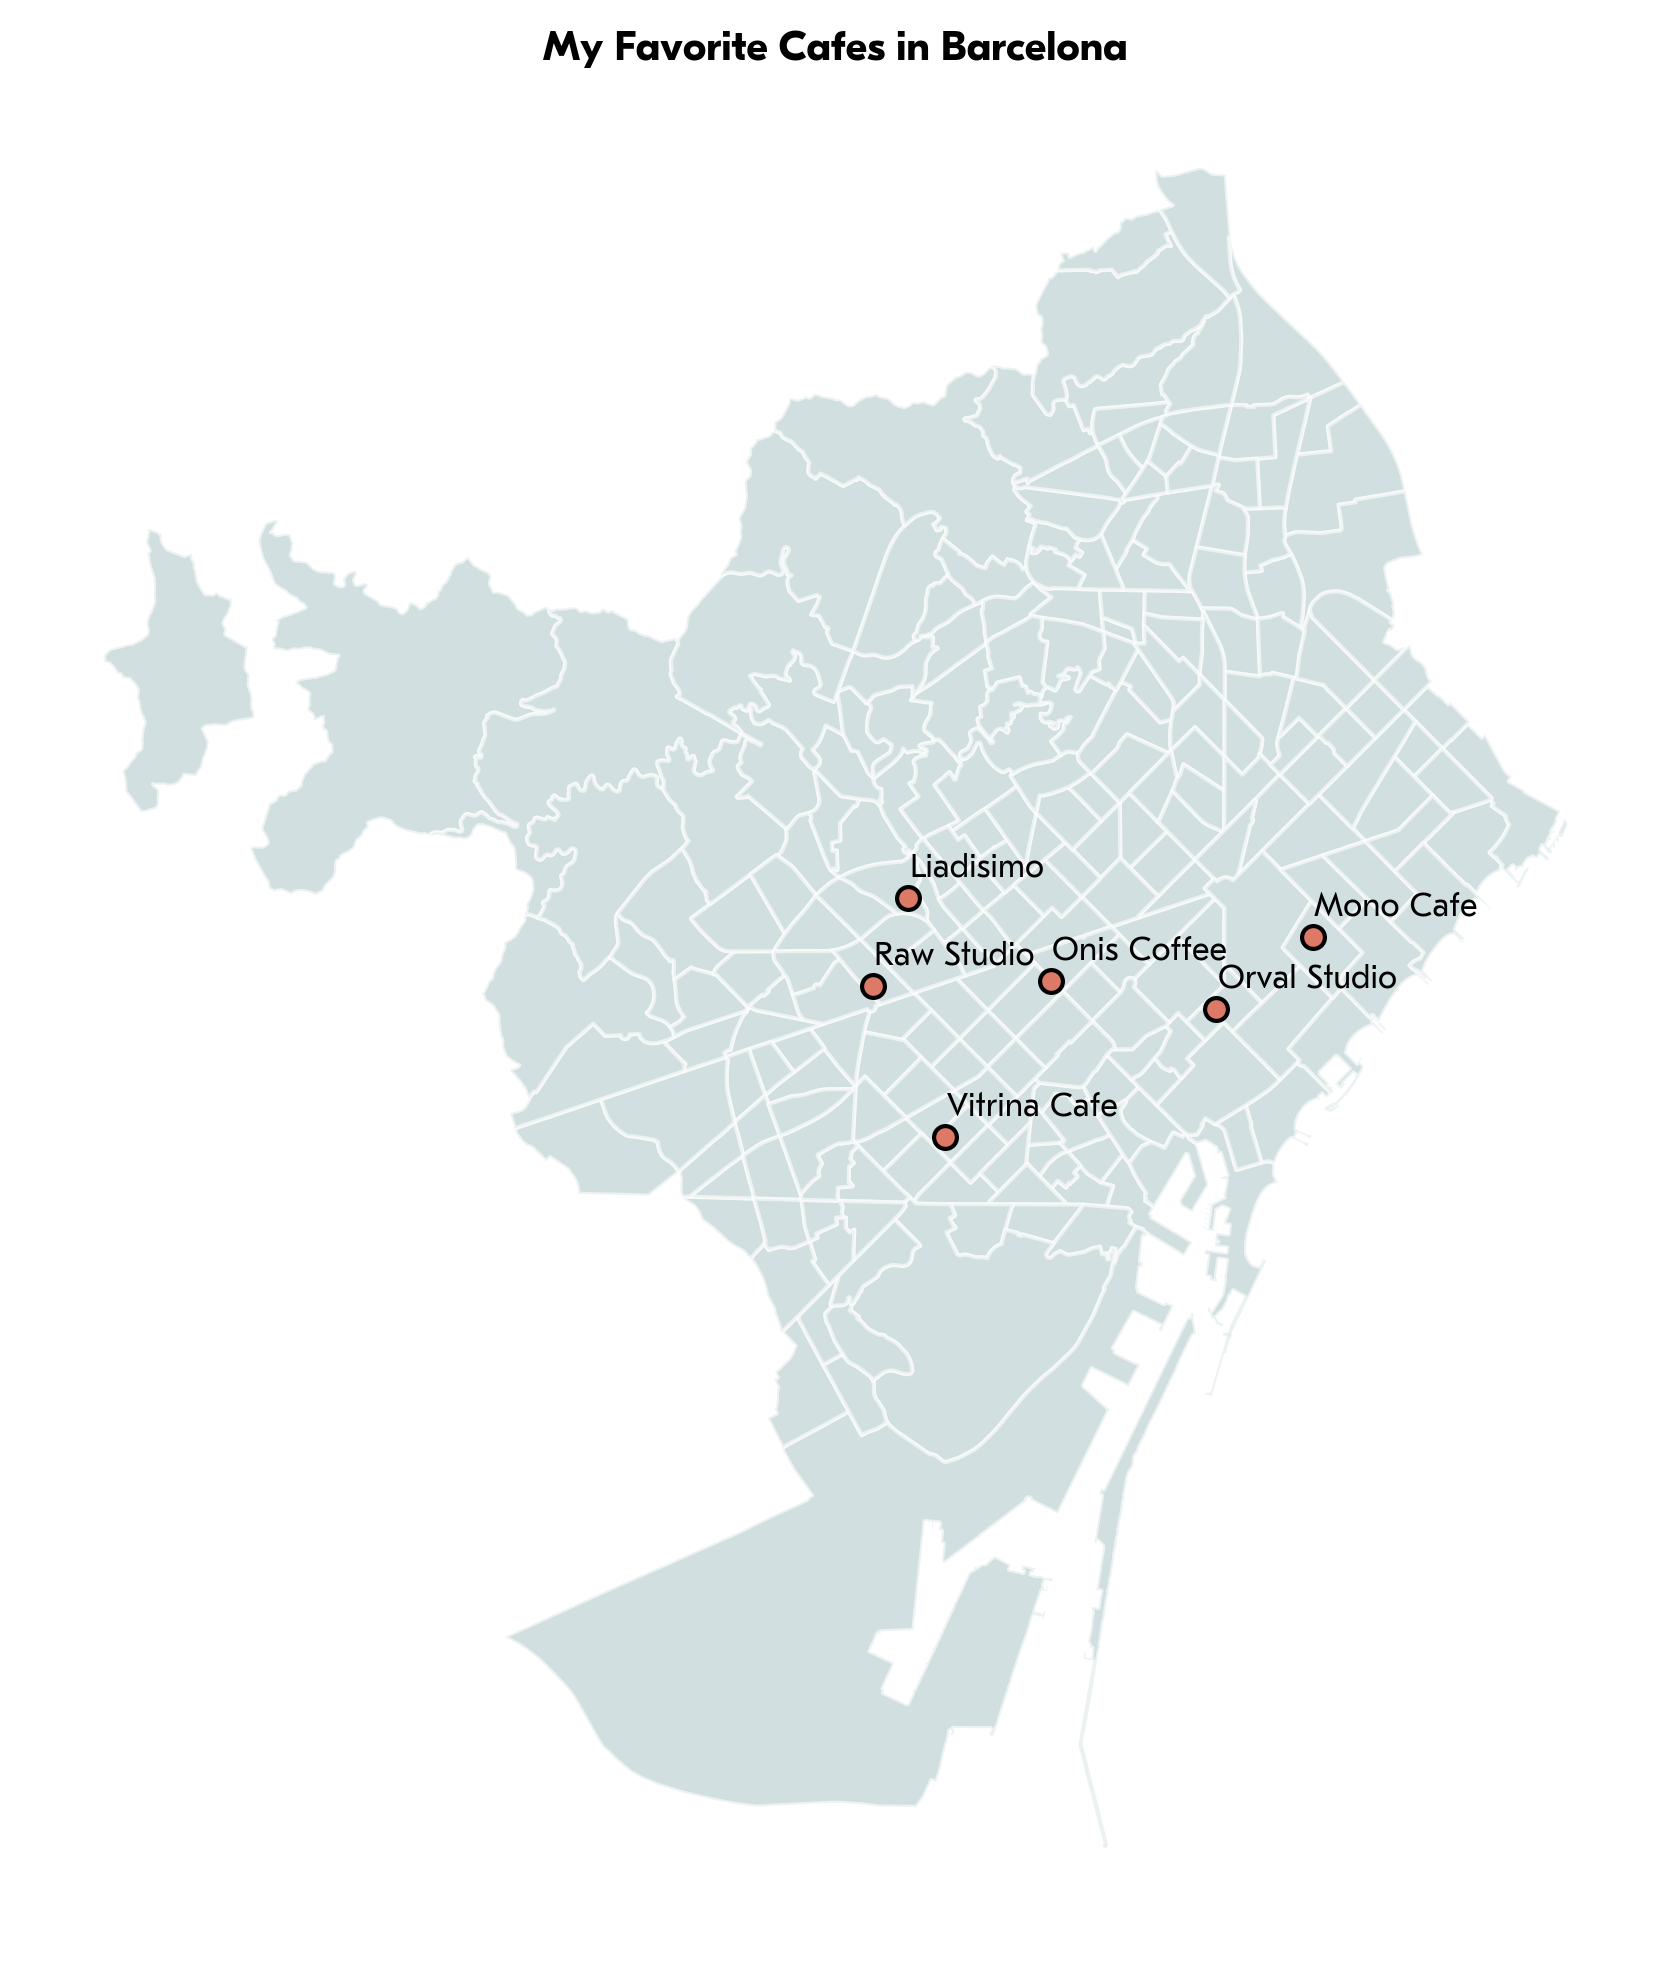 My Favorite Cafes in Barcelona
Liadisimo
Mono Cafe
Raw Studio
Onis Coffee
Orval Studio
Vitrina Cafe